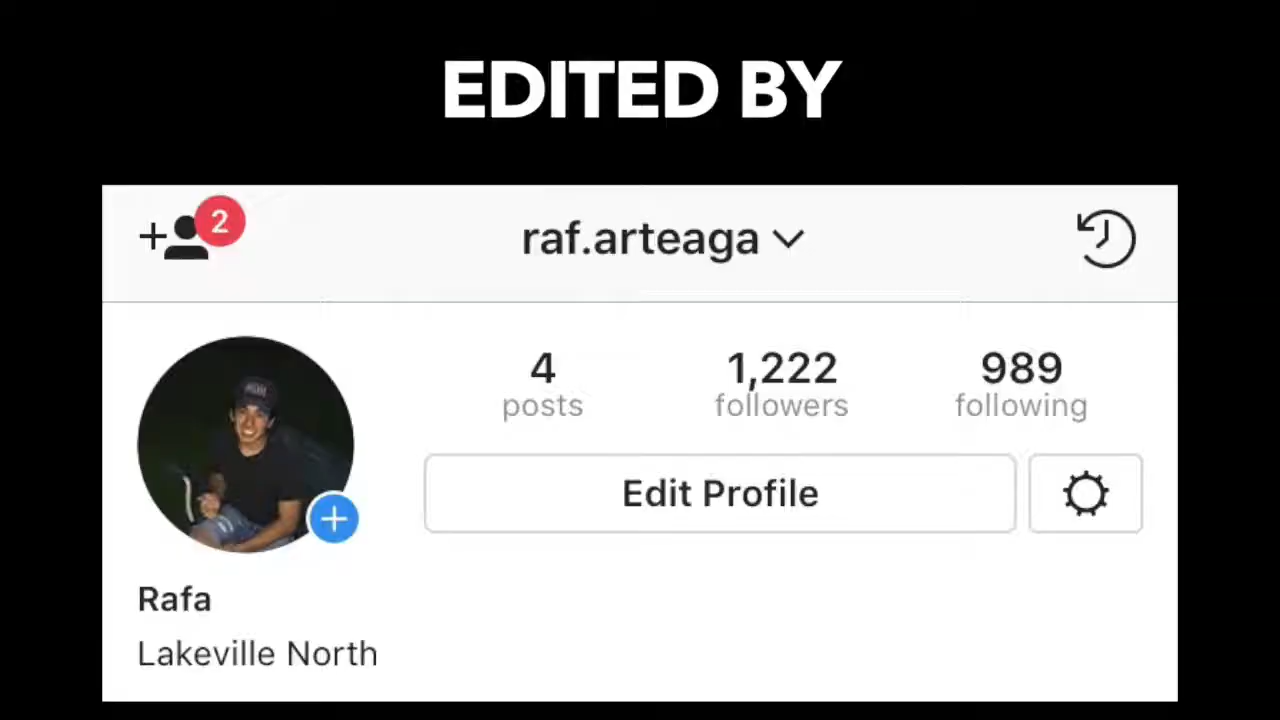 EDITED BY
2
raf.arteaga
4 1,222 989
posts followers following
Edit Profile
Rafa
Lakeville North